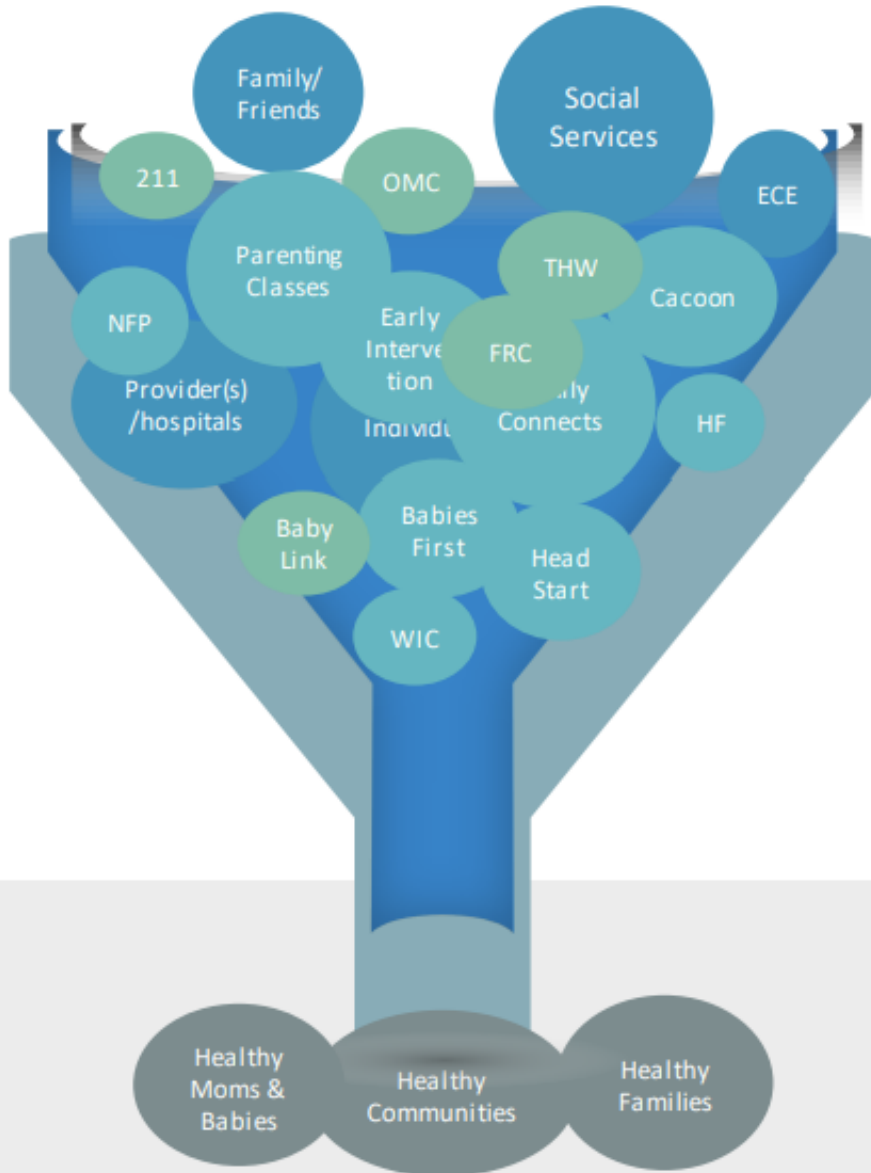 Family/
Friends
Social
Services
211
OMC
ECE
Parenting
Classes
THW
Cacoon
NFP
Early
Interve
tion
FRC
Provider(s)
/hospitals
Connects
HF
Baby
Link
Babies
First
Head
Start
WIC
Healthy
Moms &
Babies
Healthy
Communities
Healthy
Families